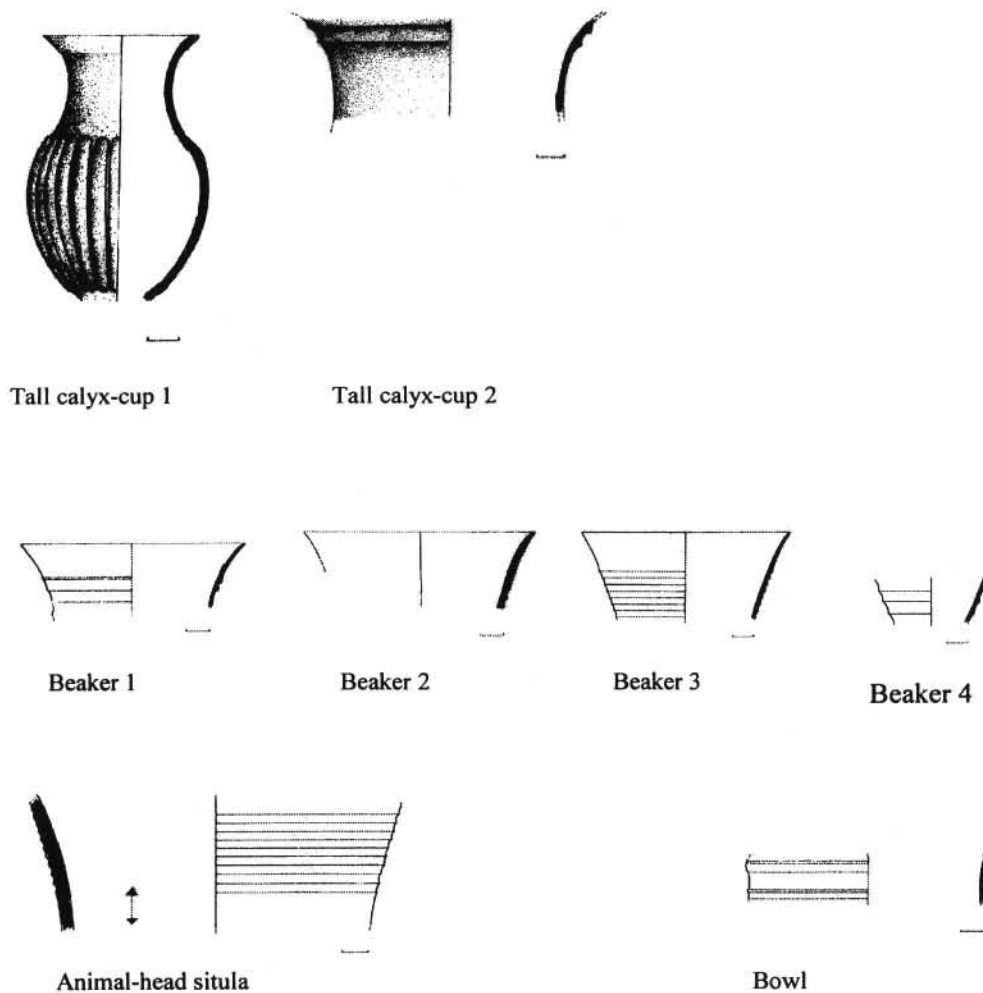 Tall calyx-cup 1
Tall calyx-cup 2
Beaker 1
Beaker 2
Beaker 3
Beaker 4
Animal-head situla
Bowl